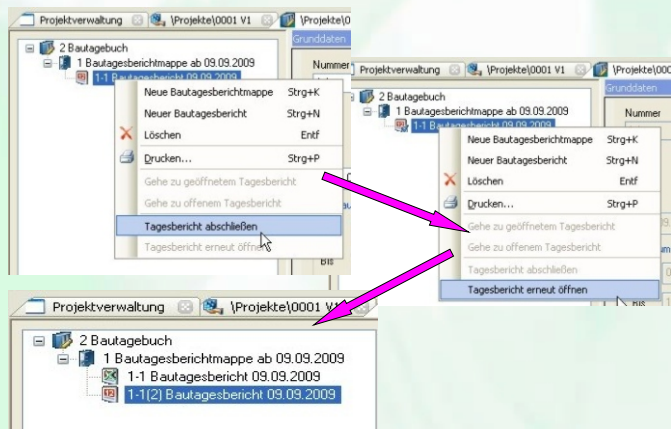 Projektverwaltung \Projekte\0001 V1 \Projekte\0
Grunddaten
2 Bautagebuch
1 Bautagesberichtmappe ab 09.09.2009
Nummer
1-1 Bautagesbericht 09.09.2009
Neue Bautagesberichtmappe Strg+K
Neuer Bautagesbericht Strg+N
Löschen Entf
Drucken... Strg+P
Gehe zu geöffnetem Tagesbericht
Gehe zu offenem Tagesbericht
Tagesbericht abschließen
Tagesbericht erneut öffnen
Bis
Projektverwaltung \Projekte\0001 V1 \Projekte\000
Grunddaten
2 Bautagebuch
1 Bautagesberichtmappe ab 09.09.2009
Nummer
1-1 Bautagesbericht 09.09.2009
Neue Bautagesberichtmappe Strg+K
Neuer Bautagesbericht Strg+N
Löschen Entf
Drucken... Strg+P
Gehe zu geöffnetem Tagesbericht
Gehe zu offenem Tagesbericht
Tagesbericht abschließen
Tagesbericht erneut öffnen
Bis
Projektverwaltung \Projekte\0001 V1
2 Bautagebuch
1 Bautagesberichtmappe ab 09.09.2009
1-1 Bautagesbericht 09.09.2009
1-1(2) Bautagesbericht 09.09.2009